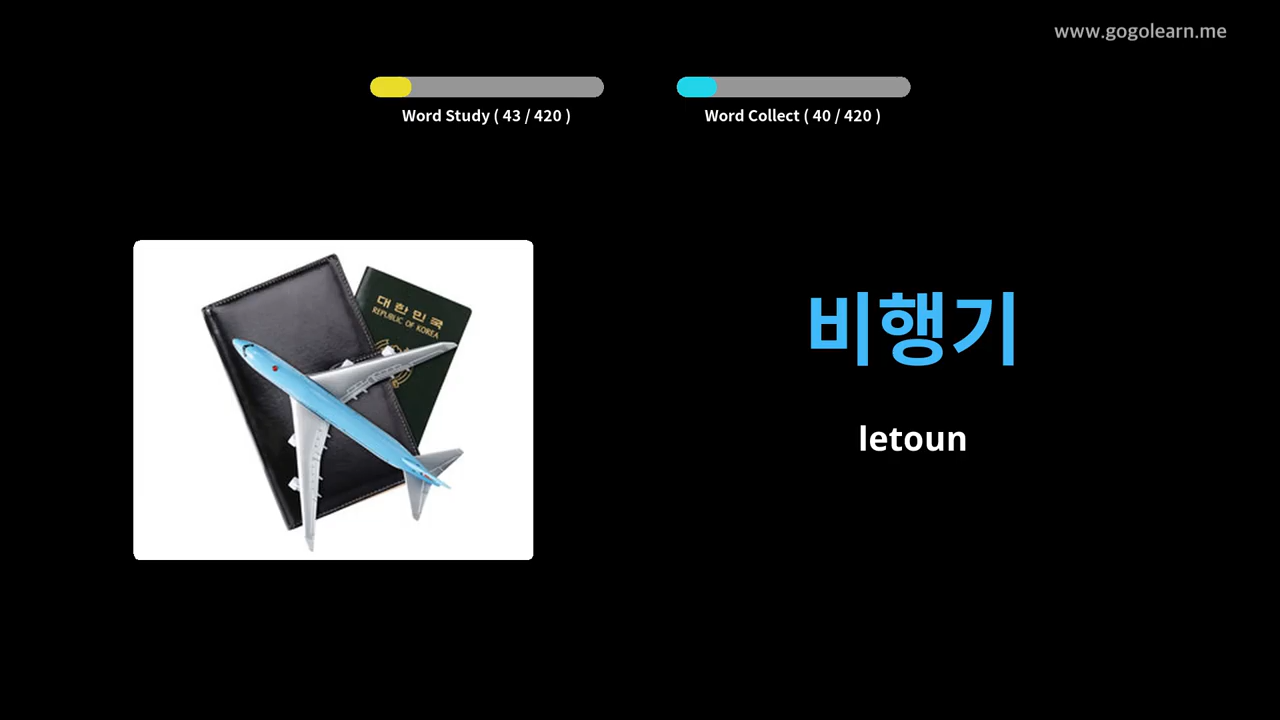 www.gogolearn.me
Word Study ( 43 / 420 )
Word Collect ( 40 / 420 )
대한민국
REPUBLIC OF KOREA
비행기
letoun